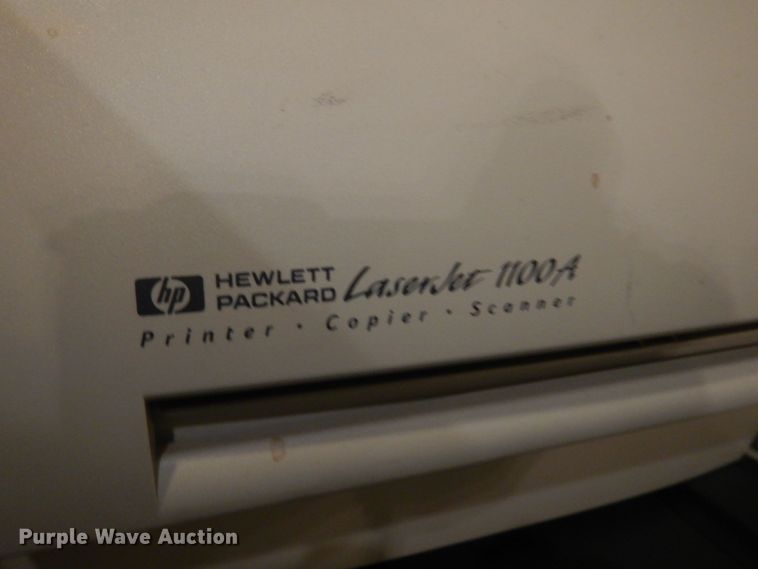 hp HEWLETT PACKARD LaserJet 1100A
Printer · Copier · Scanner
Purple Wave Auction